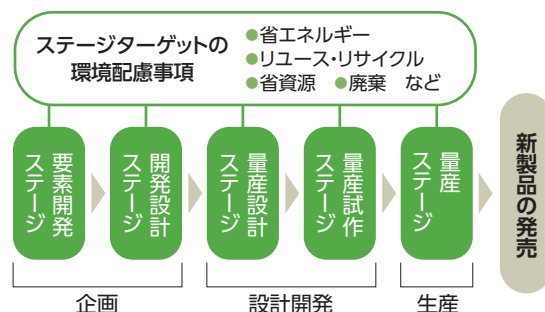 ステージターゲットの
環境配慮事項
●省エネルギー
●リユース・リサイクル
●省資源 ●廃棄 など
要素開発
ステージ
開発設計
ステージ
量産設計
ステージ
量産試作
ステージ
量産
ステージ
新製品の発売
企画
設計開発
生産